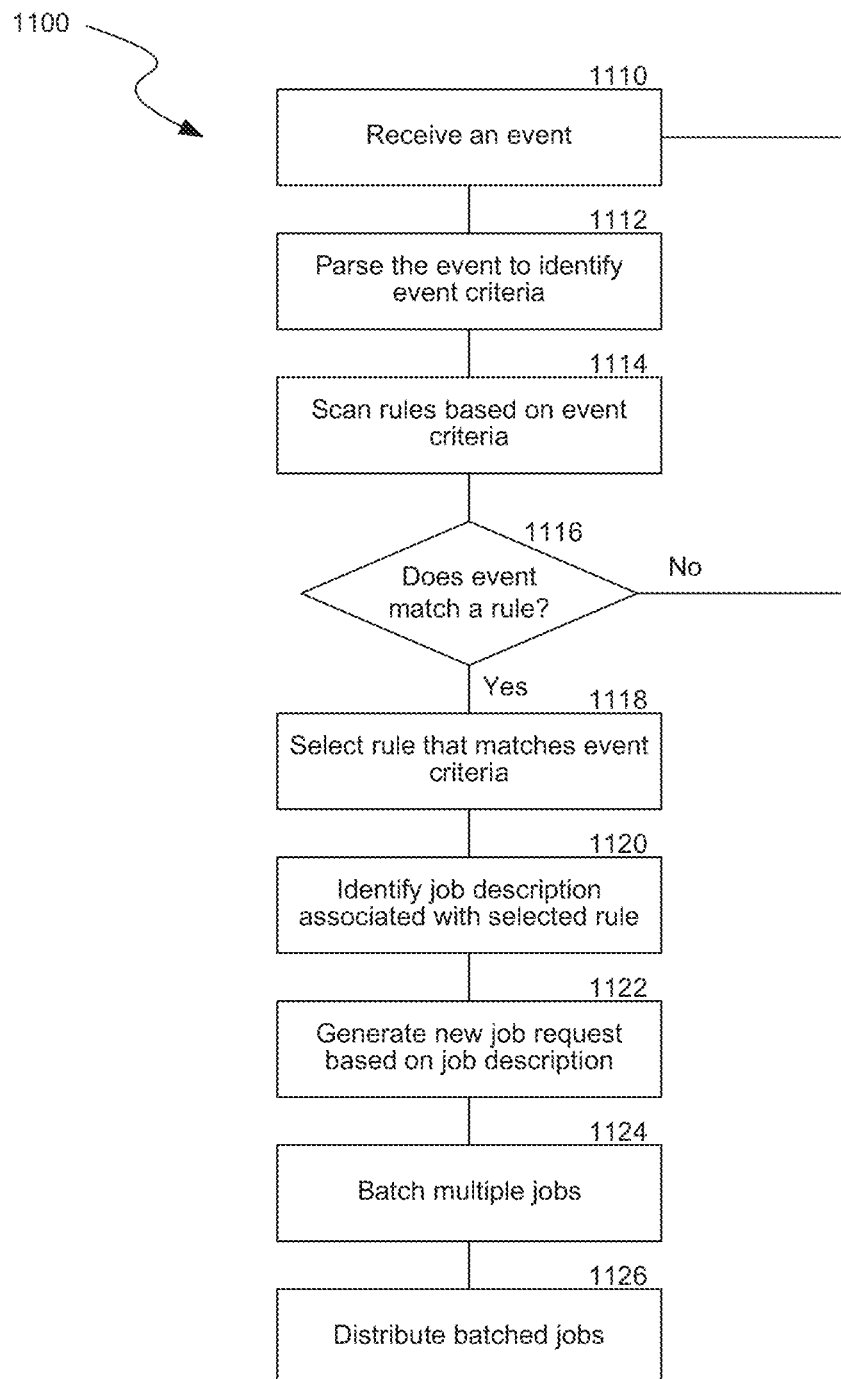 1100
1110
Receive an event
1112
Parse the event to identify
event criteria
1114
Scan rules based on event
criteria
1116
Does event
match a rule?
No
Yes
1118
Select rule that matches event
criteria
1120
Identify job description
associated with selected rule
1122
Generate new job request
based on job description
1124
Batch multiple jobs
1126
Distribute batched jobs